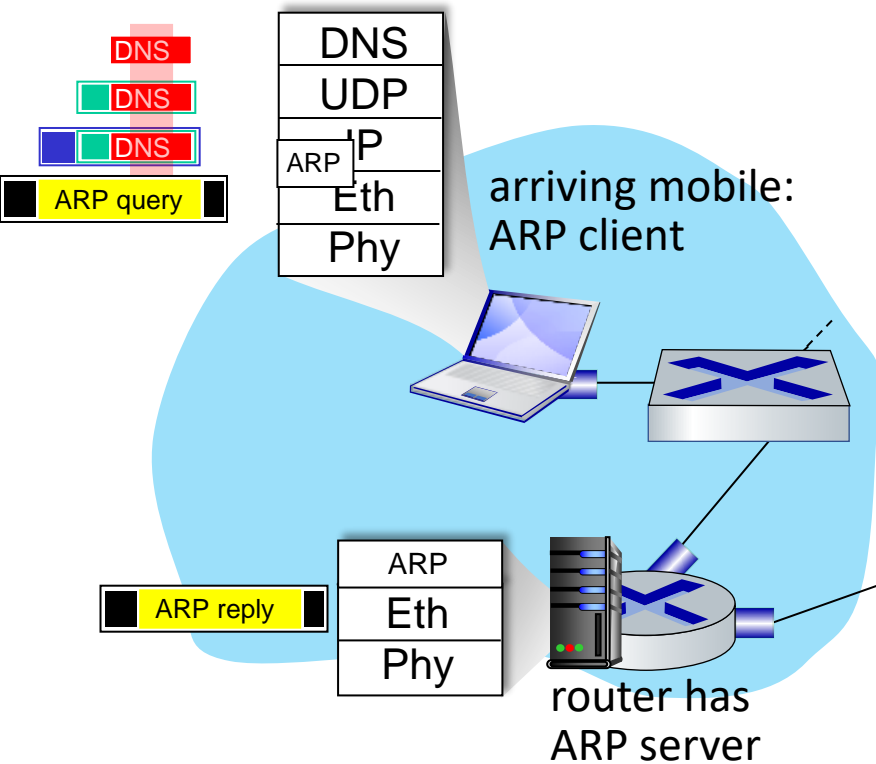 DNS
DNS
DNS
ARP query
DNS
UDP
IP
ARP
Eth
Phy
arriving mobile:
ARP client
ARP reply
ARP
Eth
Phy
router has
ARP server